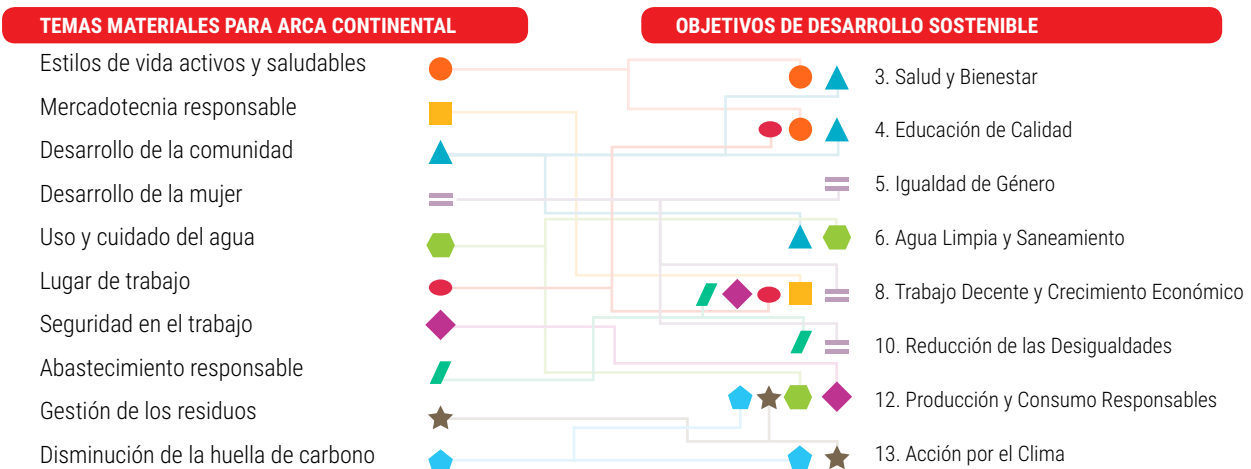 TEMAS MATERIALES PARA ARCA CONTINENTAL
Estilos de vida activos y saludables
Mercadotecnia responsable
Desarrollo de la comunidad
Desarrollo de la mujer
Uso y cuidado del agua
Lugar de trabajo
Seguridad en el trabajo
Abastecimiento responsable
Gestión de los residuos
Disminución de la huella de carbono
OBJETIVOS DE DESARROLLO SOSTENIBLE
3. Salud y Bienestar
4. Educación de Calidad
5. Igualdad de Género
6. Agua Limpia y Saneamiento
8. Trabajo Decente y Crecimiento Económico
10. Reducción de las Desigualdades
12. Producción y Consumo Responsables
13. Acción por el Clima